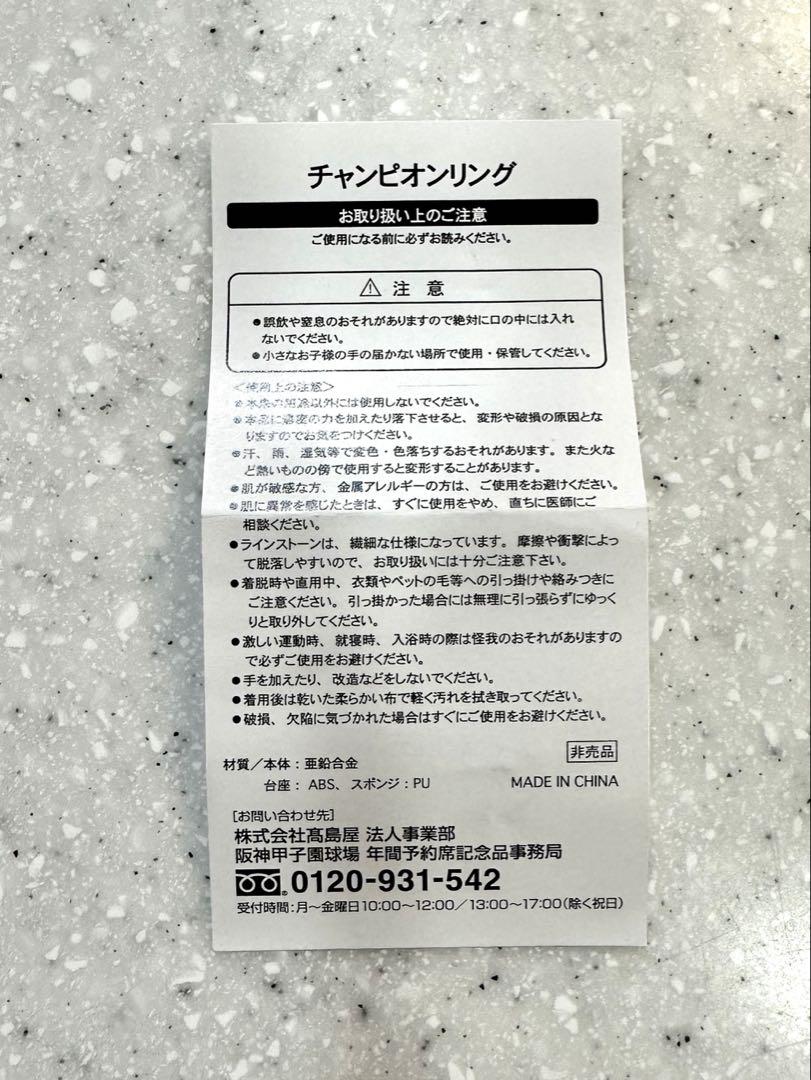 チャンピオンリング
お取り扱い上のご注意
ご使用になる前に必ずお読みください。
⚠ 注 意
●誤飲や窒息のおそれがありますので絶対に口の中には入れ
ないでください。
●小さなお子様の手の届かない場所で使用・保管してください。
<使用上の注意>
●本来の用途以外には使用しないでください。
●本品に過度の力を加えたり落下させると、変形や破損の原因とな
りますのでお気をつけください。
●汗、雨、湿気等で変色・色落ちするおそれがあります。また火な
ど熱いものの傍で使用すると変形することがあります。
●肌が敏感な方、金属アレルギーの方は、ご使用をお避けください。
●肌に異常を感じたときは、すぐに使用をやめ、直ちに医師にご
相談ください。
●ラインストーンは、繊細な仕様になっています。摩擦や衝撃によっ
て脱落しやすいので、お取り扱いには十分ご注意下さい。
●着脱時や直用中、衣類やペットの毛等への引っ掛けや絡みつきに
ご注意ください。引っ掛かった場合には無理に引っ張らずにゆっく
りと取り外してください。
●激しい運動時、就寝時、入浴時の際は怪我のおそれがありますの
で必ずご使用をお避けください。
●手を加えたり、改造などをしないでください。
●着用後は乾いた柔らかい布で軽く汚れを拭き取ってください。
●破損、欠陥に気づかれた場合はすぐにご使用をお避けください。
非売品
材質/本体:亜鉛合金
台座:ABS、スポンジ:PU
MADE IN CHINA
[お問い合わせ先]
株式会社髙島屋 法人事業部
阪神甲子園球場 年間予約席記念品事務局
0120-931-542
受付時間:月~金曜日10:00~12:00/13:00~17:00(除く祝日)